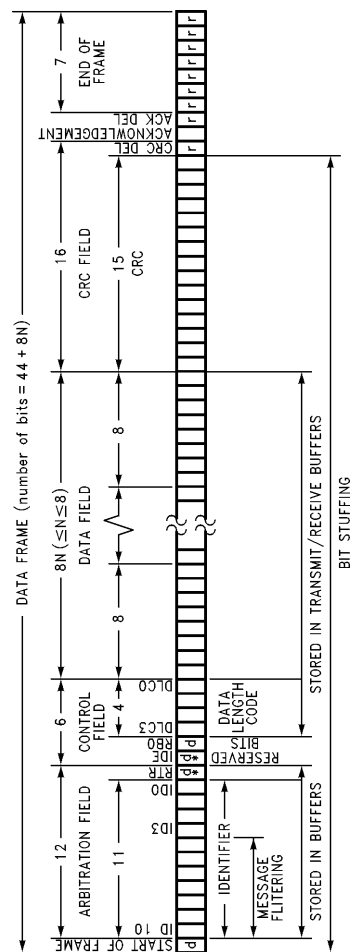 DATA FRAME (number of bits = 44 + 8N)
12
ARBITRATION FIELD
6
CONTROL
FIELD
8N (≤N≤8)
DATA FIELD
16
CRC FIELD
7
END OF
FRAME
11
4
8
8
15
CRC
START OF FRAME
ID 10
ID3
ID0
RTR
IDE
RB0
DLC3
DLC0
CRC DEL
ACKNOWLEDGEMENT
ACK DEL
d d* d* d r r r r r r r r r r
IDENTIFIER
RESERVED
BITS
DATA
LENGTH
CODE
MESSAGE
FLITERING
STORED IN BUFFERS
STORED IN TRANSMIT/RECEIVE BUFFERS
BIT STUFFING